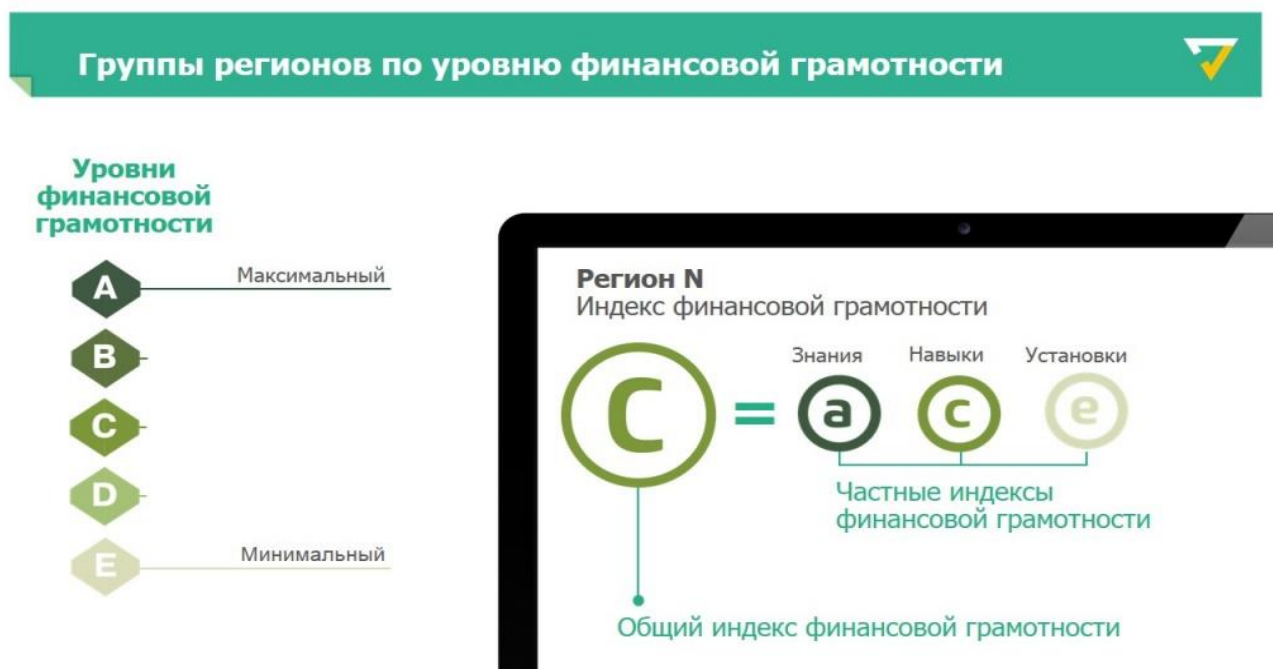 Группы регионов по уровню финансовой грамотности
Уровни
финансовой
грамотности
A
Максимальный
B
C
D
E
Минимальный
Регион N
Индекс финансовой грамотности
Знания
Навыки
Установки
C = a c e
Частные индексы
финансовой грамотности
Общий индекс финансовой грамотности